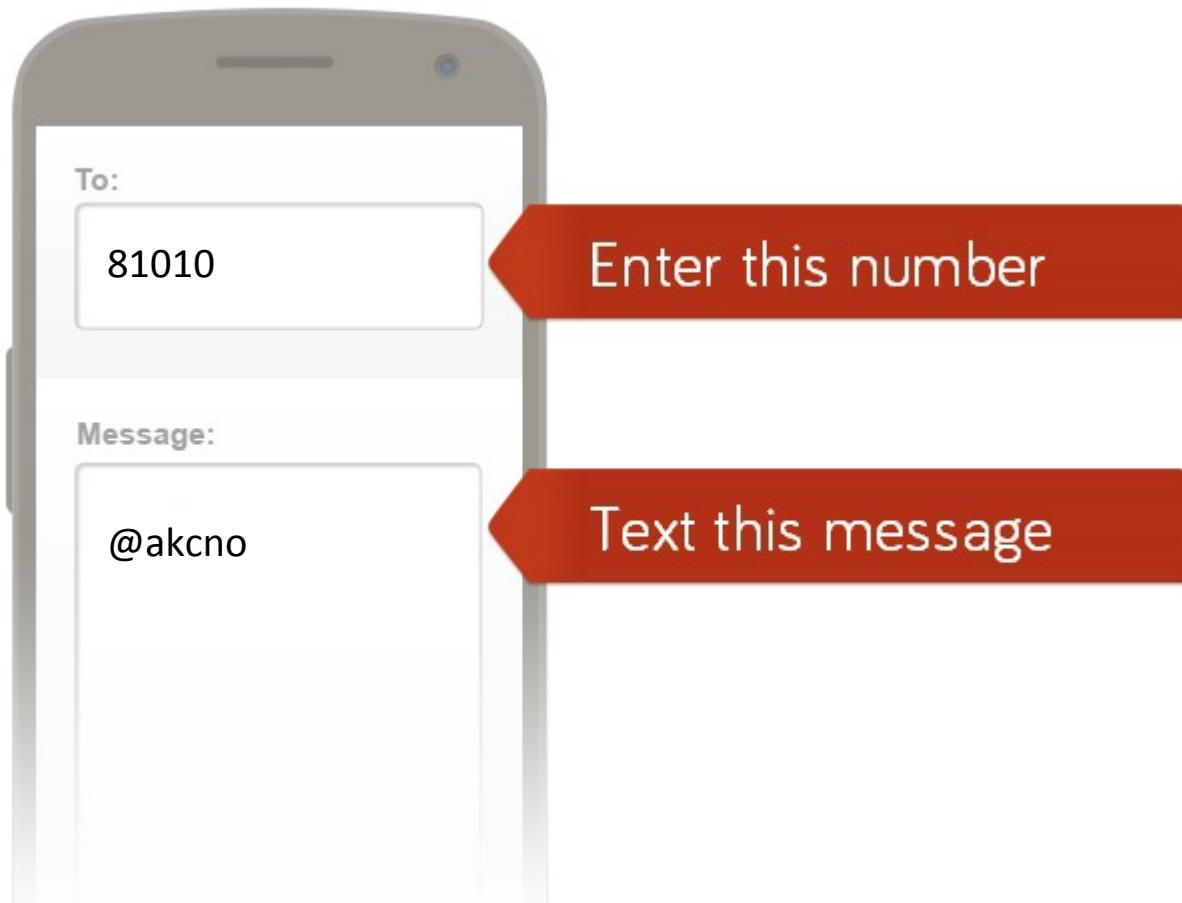 To:
81010
Enter this number
Message:
@akcno
Text this message